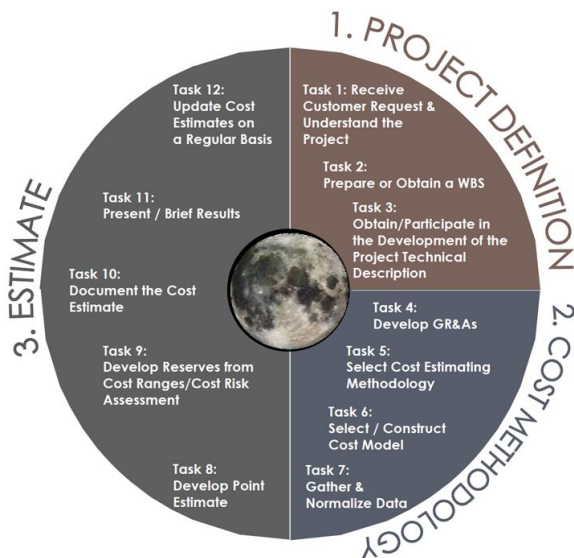 1. PROJECT DEFINITION
Task 1: Receive
Customer Request &
Understand the
Project
Task 2:
Prepare or Obtain a WBS
Task 3:
Obtain/Participate in
the Development of the
Project Technical
Description
2. COST METHODOLOGY
Task 4:
Develop GR&As
Task 5:
Select Cost Estimating
Methodology
Task 6:
Select / Construct
Cost Model
Task 7:
Gather &
Normalize Data
3. ESTIMATE
Task 8:
Develop Point
Estimate
Task 9:
Develop Reserves from
Cost Ranges/Cost Risk
Assessment
Task 10:
Document the Cost
Estimate
Task 11:
Present / Brief Results
Task 12:
Update Cost
Estimates on
a Regular Basis